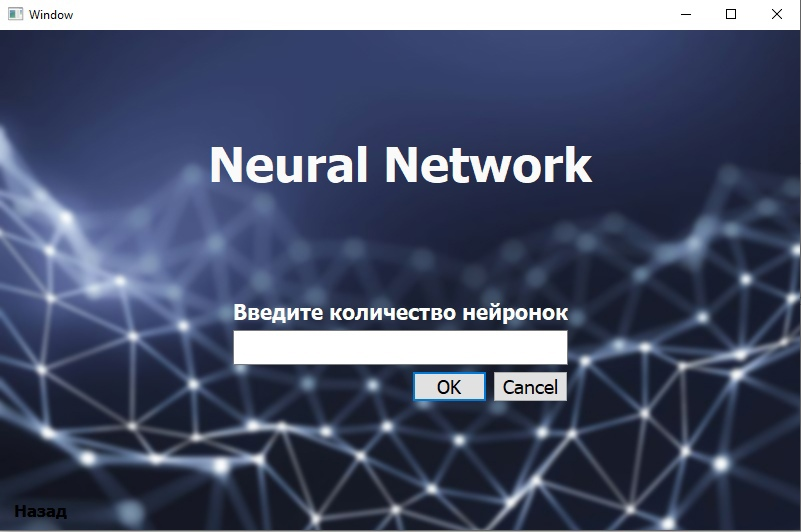 Window
Neural Network
Введите количество нейронок
OK Cancel
Назад